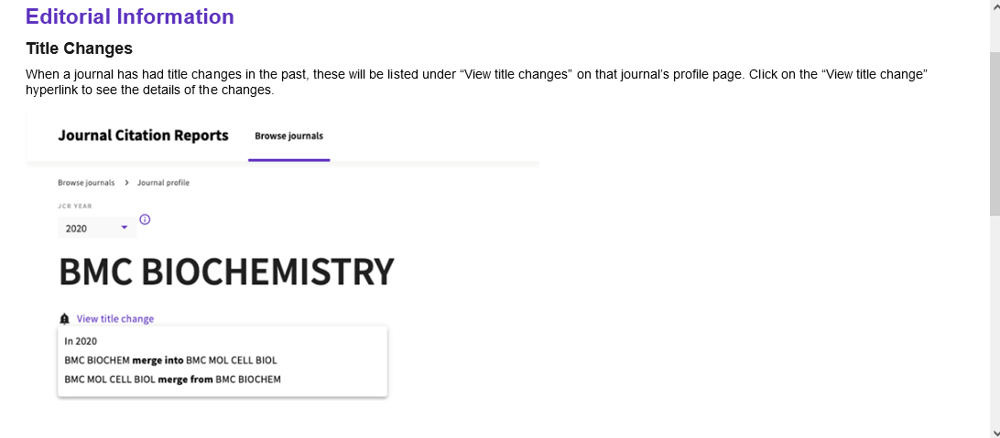 Editorial Information
Title Changes
When a journal has had title changes in the past, these will be listed under “View title changes” on that journal’s profile page. Click on the “View title change”
hyperlink to see the details of the changes.
Journal Citation Reports Browse journals
Browse journals > Journal profile
JCR YEAR
2020
BMC BIOCHEMISTRY
View title change
In 2020
BMC BIOCHEM merge into BMC MOL CELL BIOL
BMC MOL CELL BIOL merge from BMC BIOCHEM